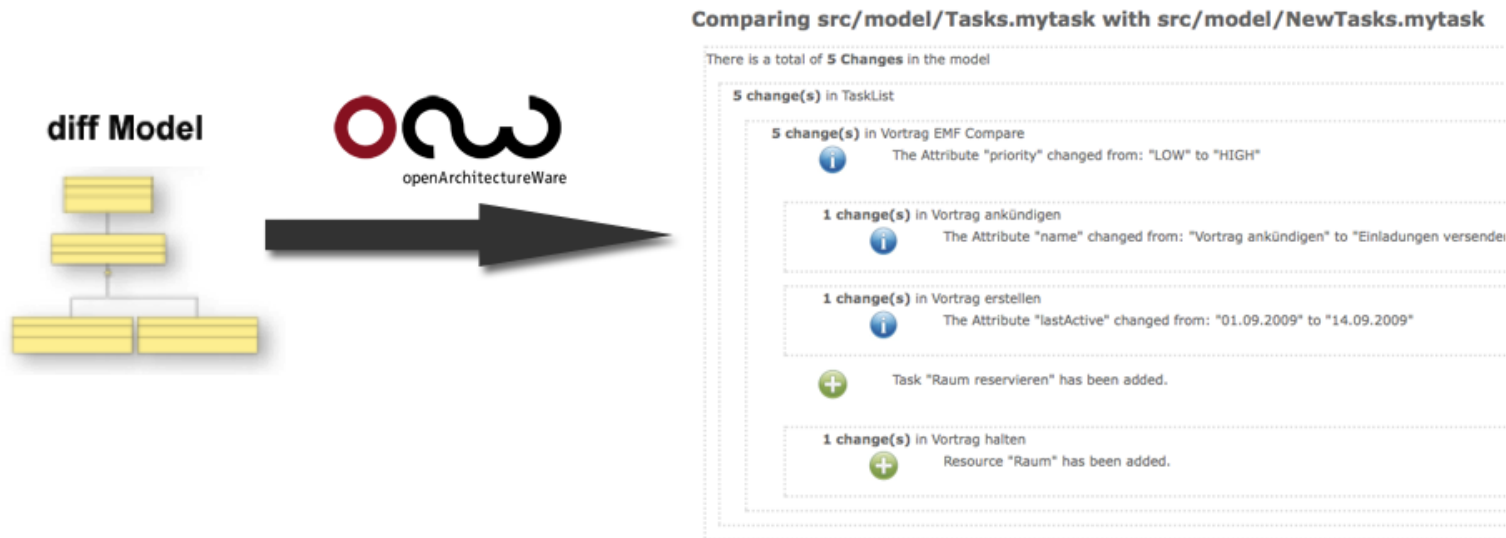 Comparing src/model/Tasks.mytask with src/model/NewTasks.mytask
There is a total of 5 Changes in the model
5 change(s) in TaskList
diff Model
oaw
openArchitectureWare
5 change(s) in Vortrag EMF Compare
The Attribute "priority" changed from: "LOW" to "HIGH"
1 change(s) in Vortrag ankündigen
The Attribute "name" changed from: "Vortrag ankündigen" to "Einladungen
1 change(s) in Vortrag erstellen
The Attribute "lastActive" changed from: "01.09.2009" to "14.09.2009"
Task "Raum reservieren" has been added.
1 change(s) in Vortrag halten
Resource "Raum" has been added.